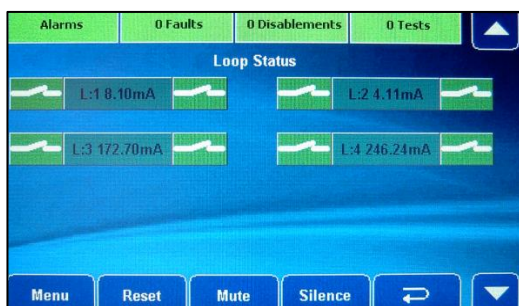 Alarms 0 Faults 0 Disablements 0 Tests
Loop Status
L:1 8.10mA L:2 4.11mA
L:3 172.70mA L:4 246.24mA
Menu Reset Mute Silence